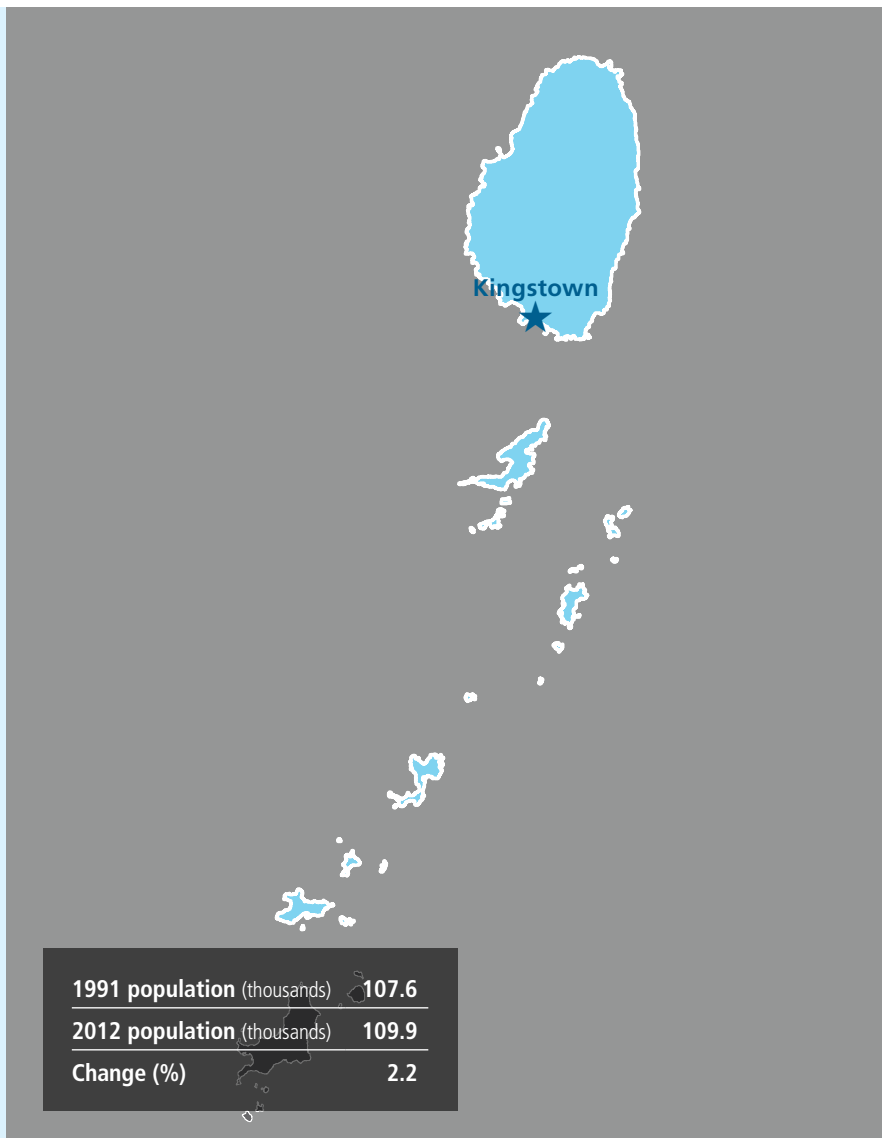 Kingstown
1991 population (thousands) 107.6
2012 population (thousands) 109.9
Change (%) 2.2